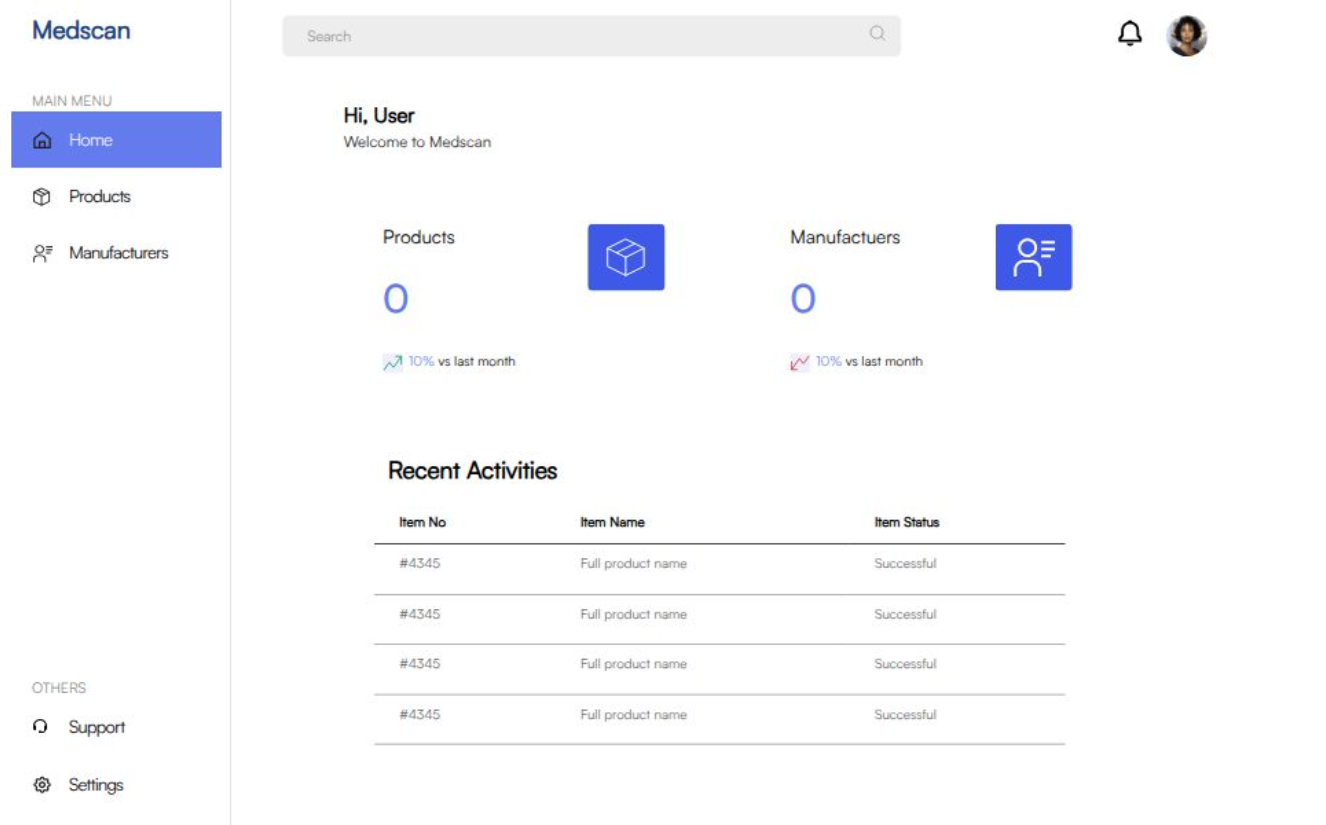 Medscan
Search
MAIN MENU
Home
Products
Manufacturers
Hi, User
Welcome to Medscan
Products
0
10% vs last month
Manufactuers
0
10% vs last month
Recent Activities
Item No Item Name Item Status
#4345 Full product name Successful
#4345 Full product name Successful
#4345 Full product name Successful
#4345 Full product name Successful
OTHERS
Support
Settings